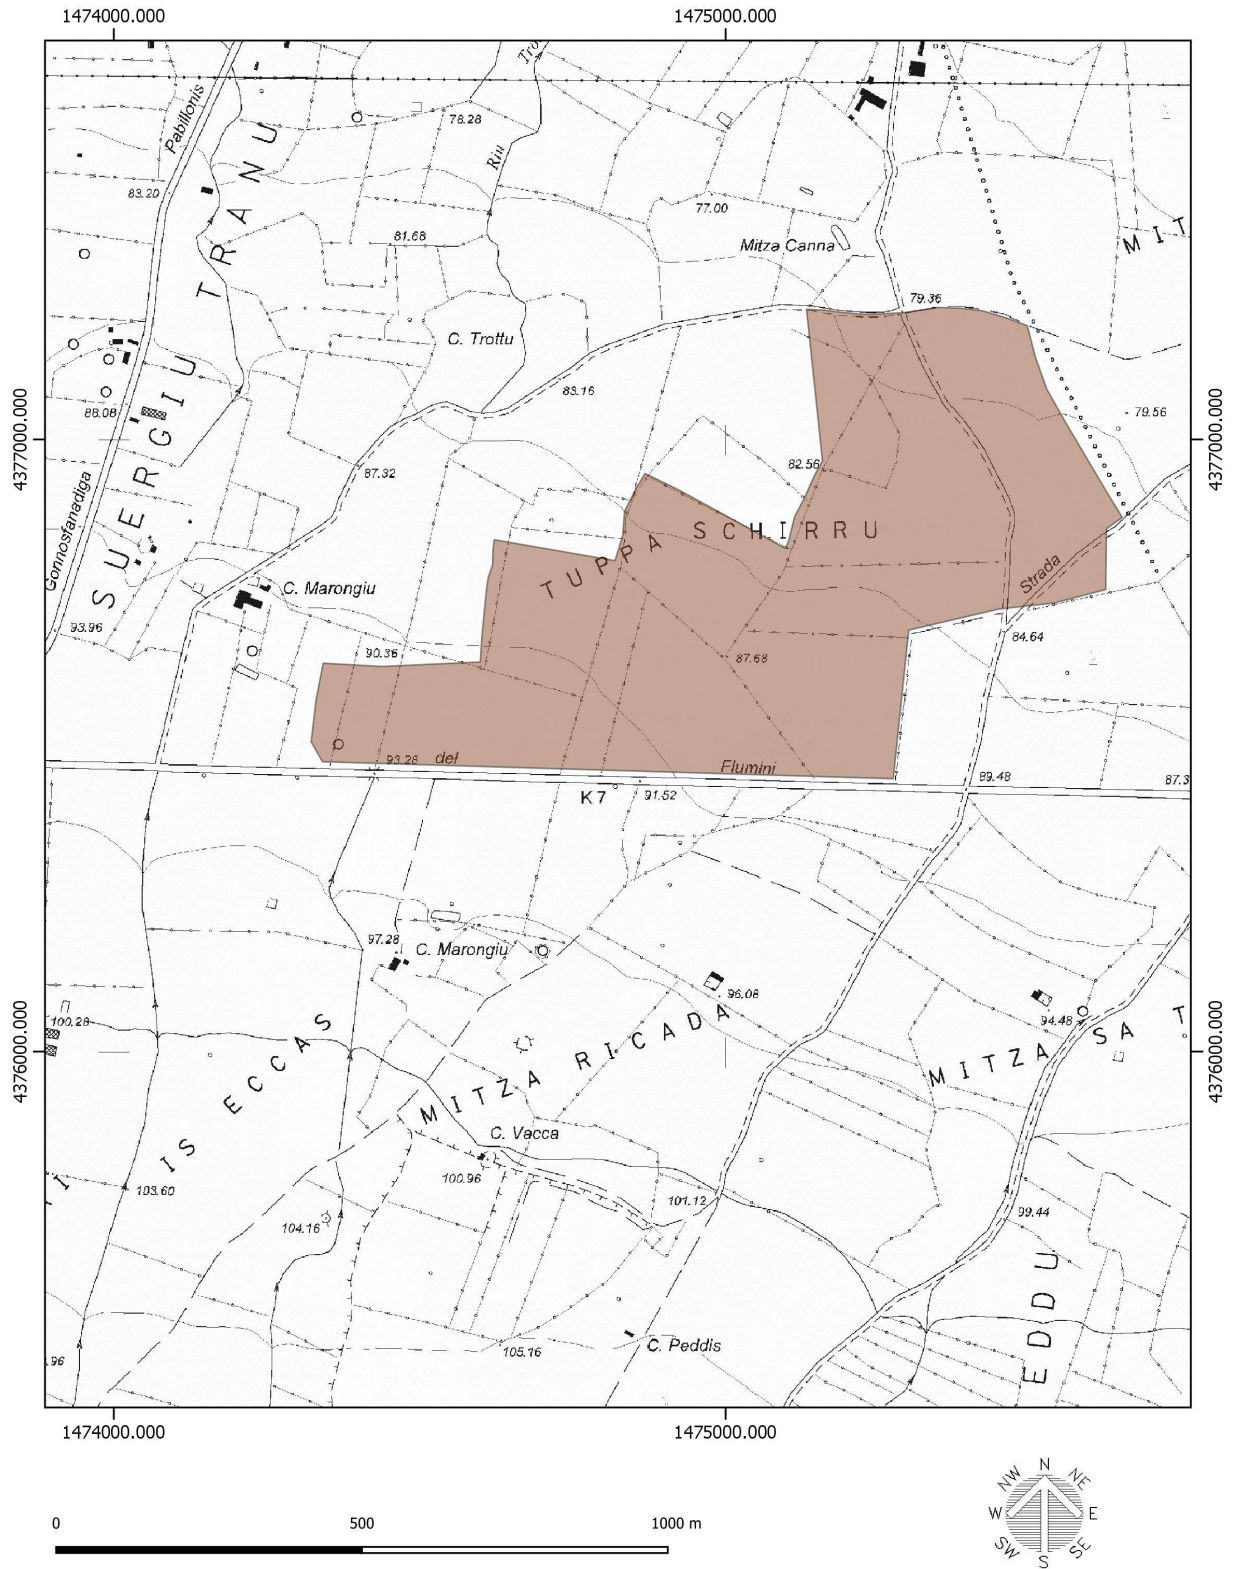 1474000.000
1475000.000
Pabillonis
Tro
78.28
TRANU
Riu
83.20
77.00
81.68
Mitza Canna
MIT
79.36
C. Trottu
83.16
88.08
79.56
4377000.000
4377000.000
SUERGIU
87.32
82.56
Gonnosfanadiga
TUPPA SCHIRRU
C. Marongiu
Strada
93.96
84.64
90.36
87.68
93.28
del
Flumini
89.48
87.3
K7
91.52
97.28
C. Marongiu
96.08
100.28
94.48
MITZA SA T
4376000.000
4376000.000
IS ECCAS
MITZA RICADA
C. Vacca
100.96
103.60
101.12
104.16
99.44
EDDU
C. Peddis
105.16
.96
1474000.000
1475000.000
N
NW
NE
W
E
SW
SE
S
0
500
1000 m